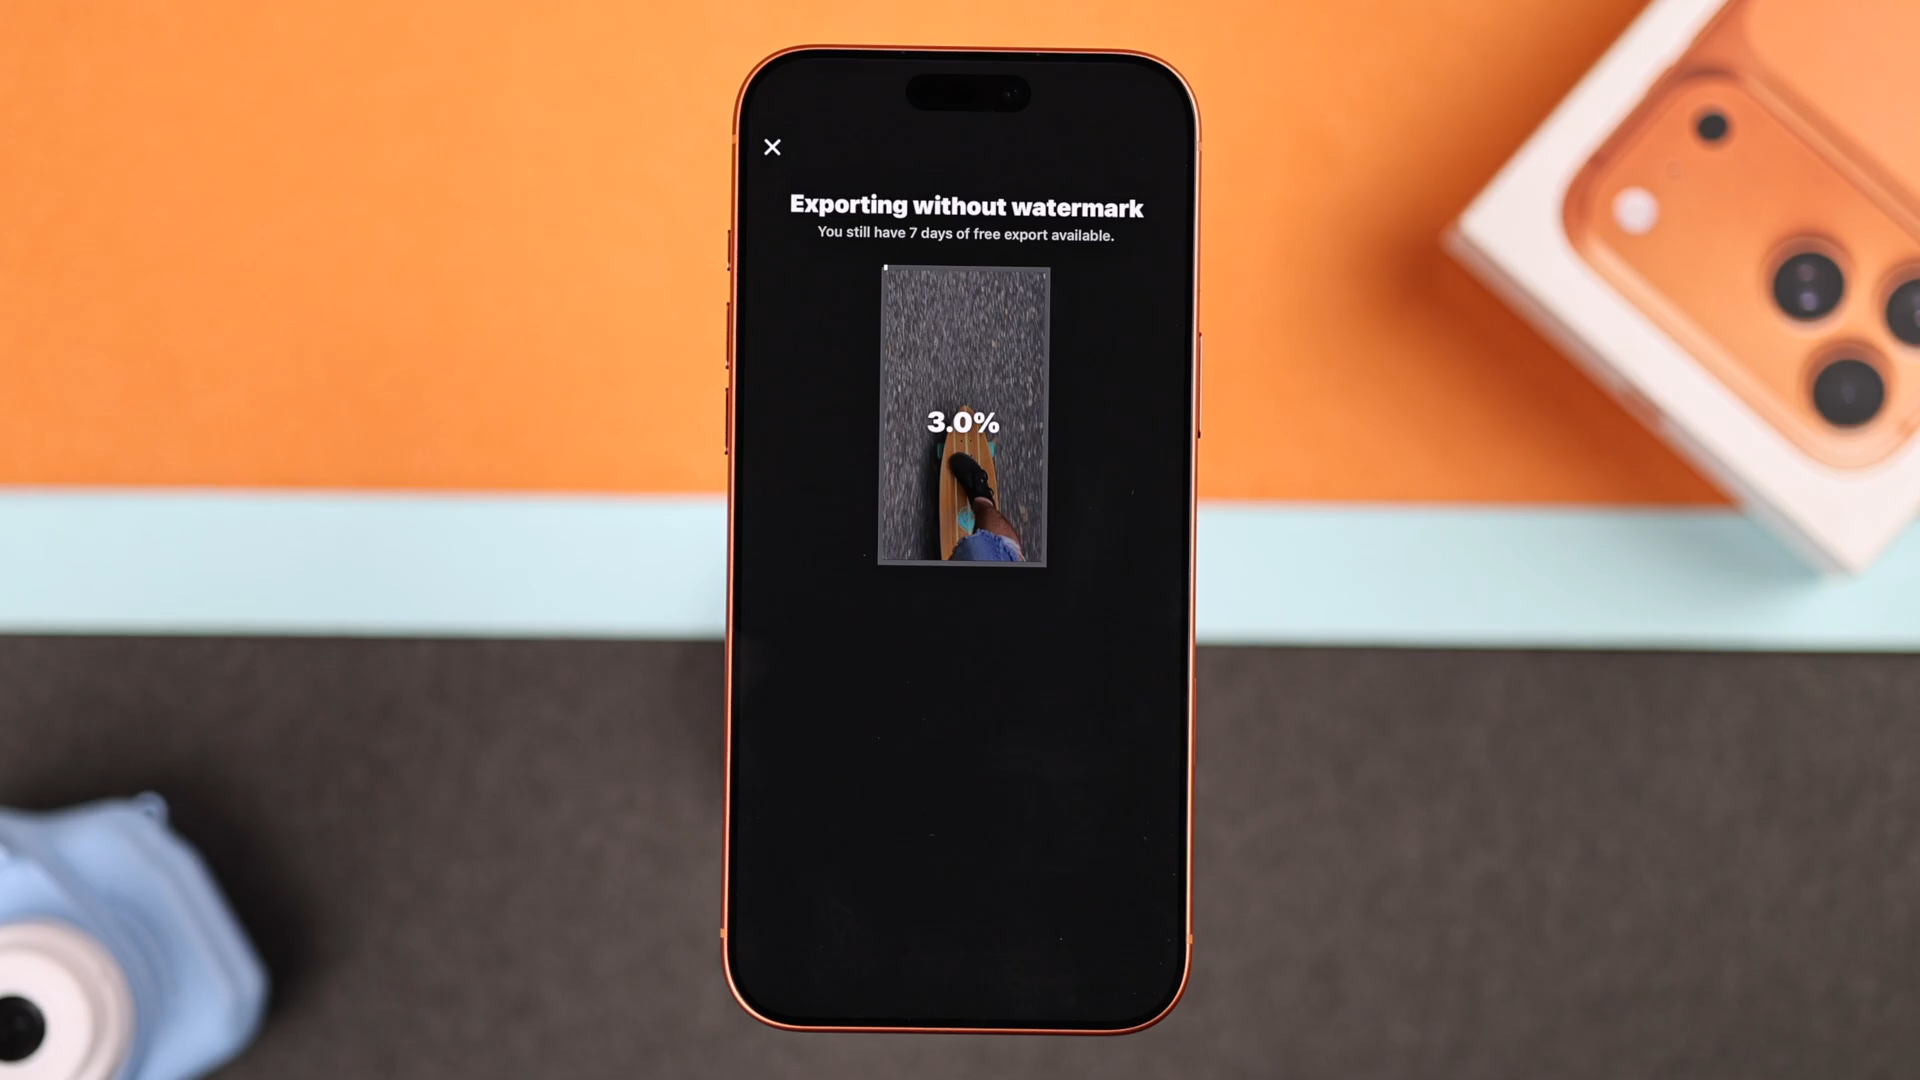 Exporting without watermark
You still have 7 days of free export available.
3.0%